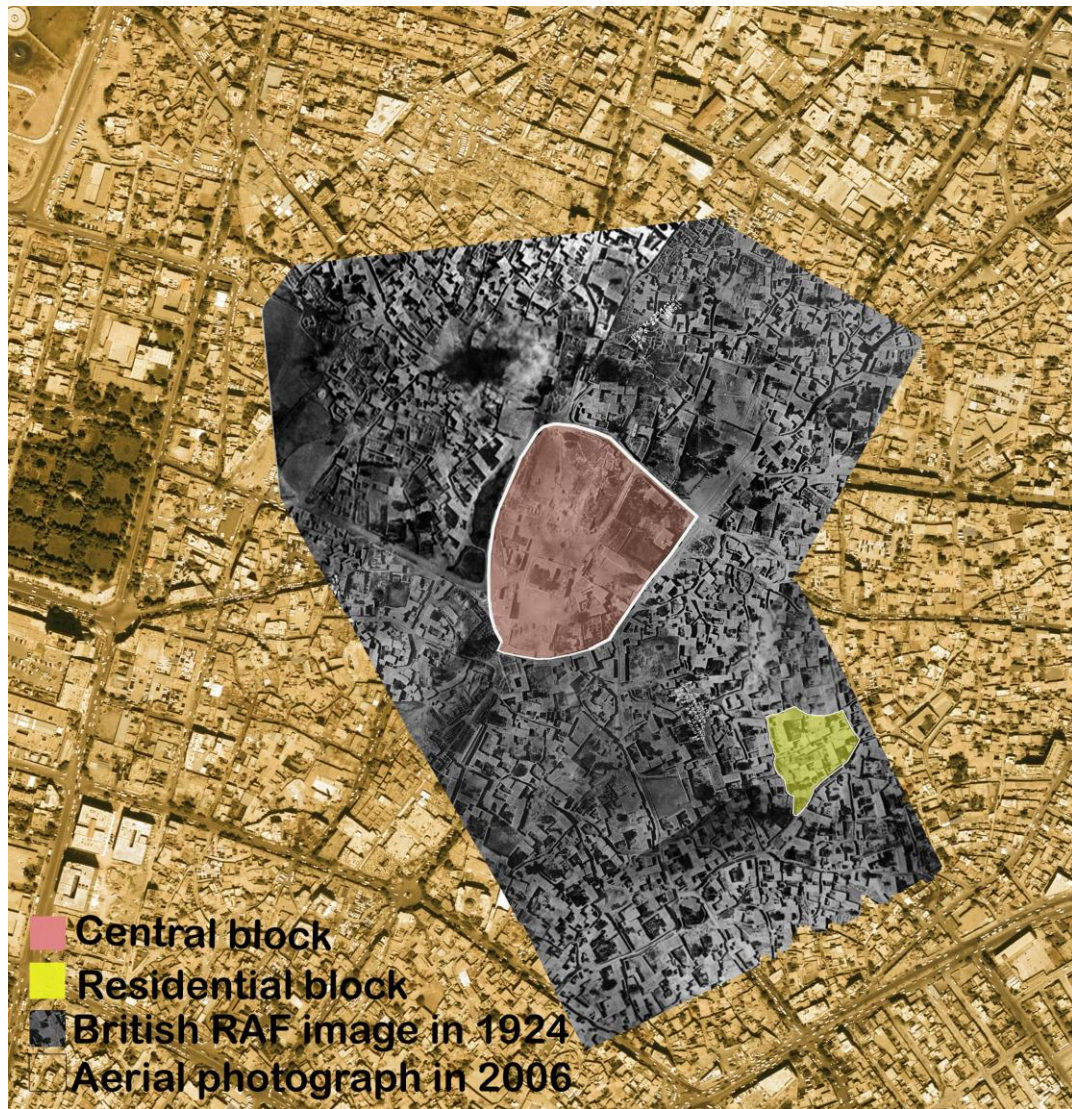 Central block
Residential block
British RAF image in 1924
Aerial photograph in 2006